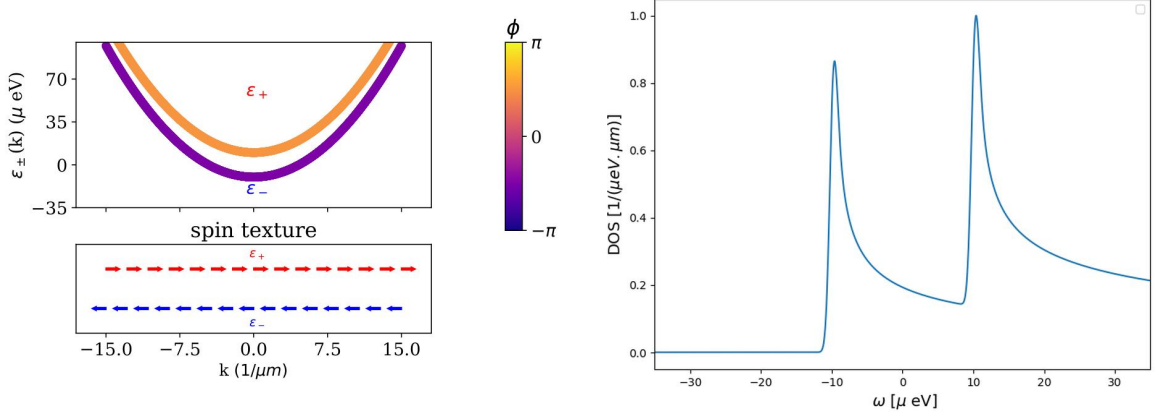 ε±(k) (μ eV)
70
35
0
−35
ε+
ε−
ϕ
π
0
−π
spin texture
ε+
ε−
−15.0 −7.5 0.0 7.5 15.0
k (1/μm)
DOS [1/(μeV.μm)]
1.0
0.8
0.6
0.4
0.2
0.0
−30 −20 −10 0 10 20 30
ω [μ eV]